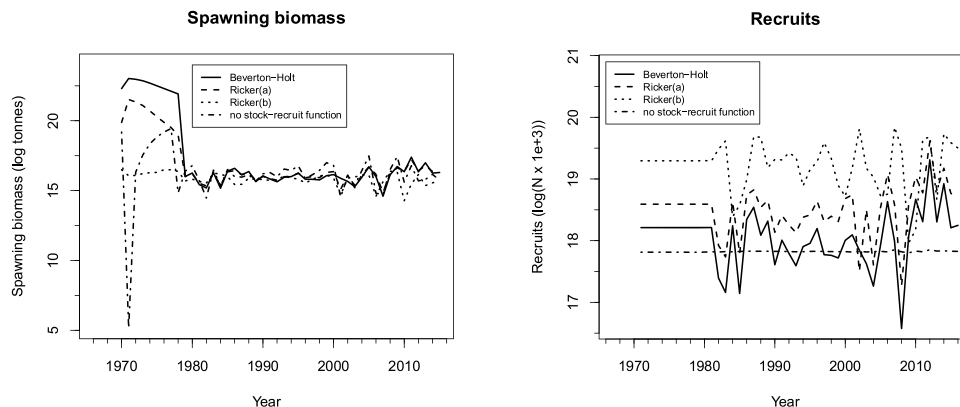 Spawning biomass
Spawning biomass (log tonnes)
20
15
10
5
Beverton−Holt
Ricker(a)
Ricker(b)
no stock−recruit function
1970 1980 1990 2000 2010
Year
Recruits
Recruits (log(N x 1e+3))
21
20
19
18
17
Beverton−Holt
Ricker(a)
Ricker(b)
no stock−recruit function
1970 1980 1990 2000 2010
Year